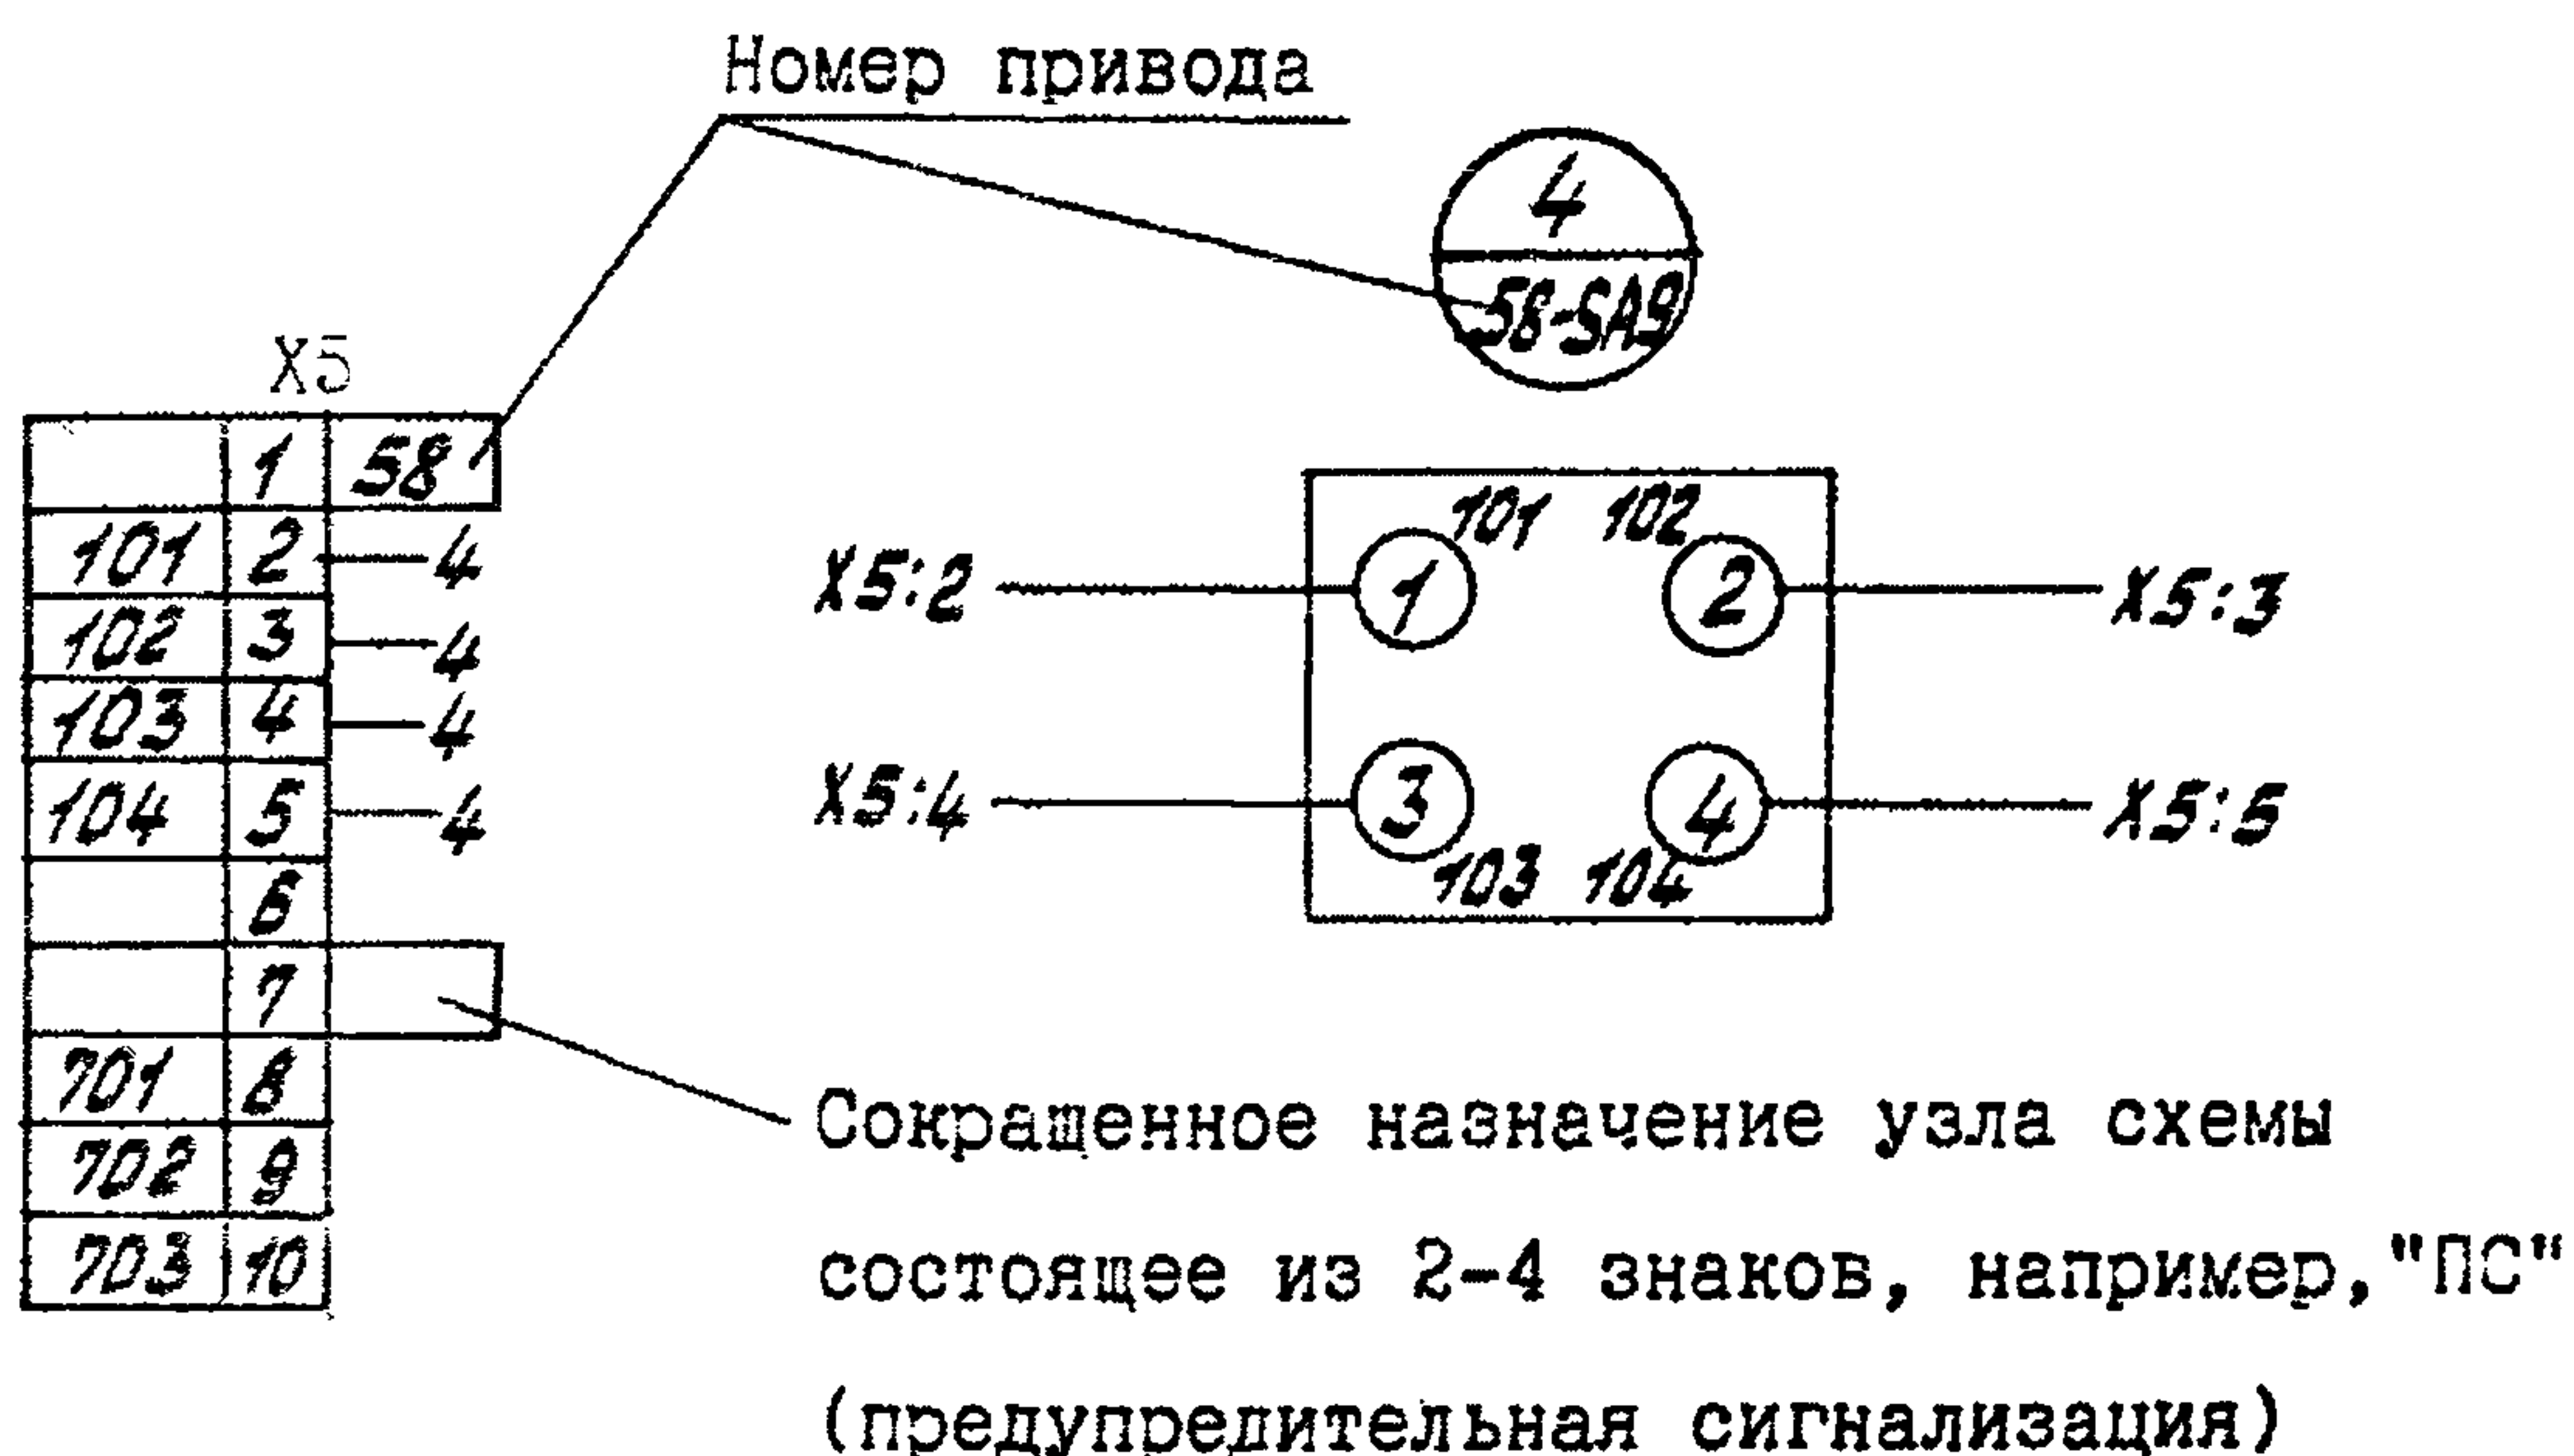 Номер привода
4
58-SA9
X5
1 58
101 2 4
102 3 4
103 4 4
104 5 4
6
7
701 8
702 9
703 10
101 102
X5:2 1 2 X5:3
X5:4 3 4 X5:5
103 104
Сокращенное назначение узла схемы
состоящее из 2-4 знаков, например, "ПС"
(предупредительная сигнализация)